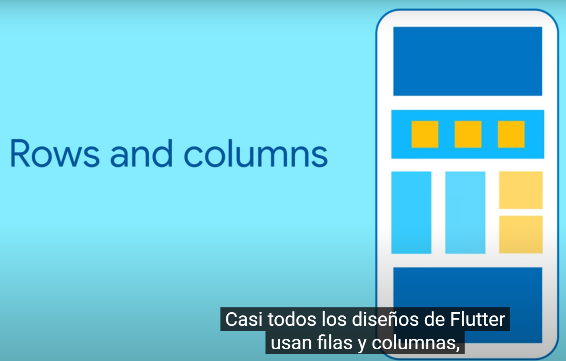 Rows and columns
Casi todos los diseños de Flutter
usan filas y columnas,